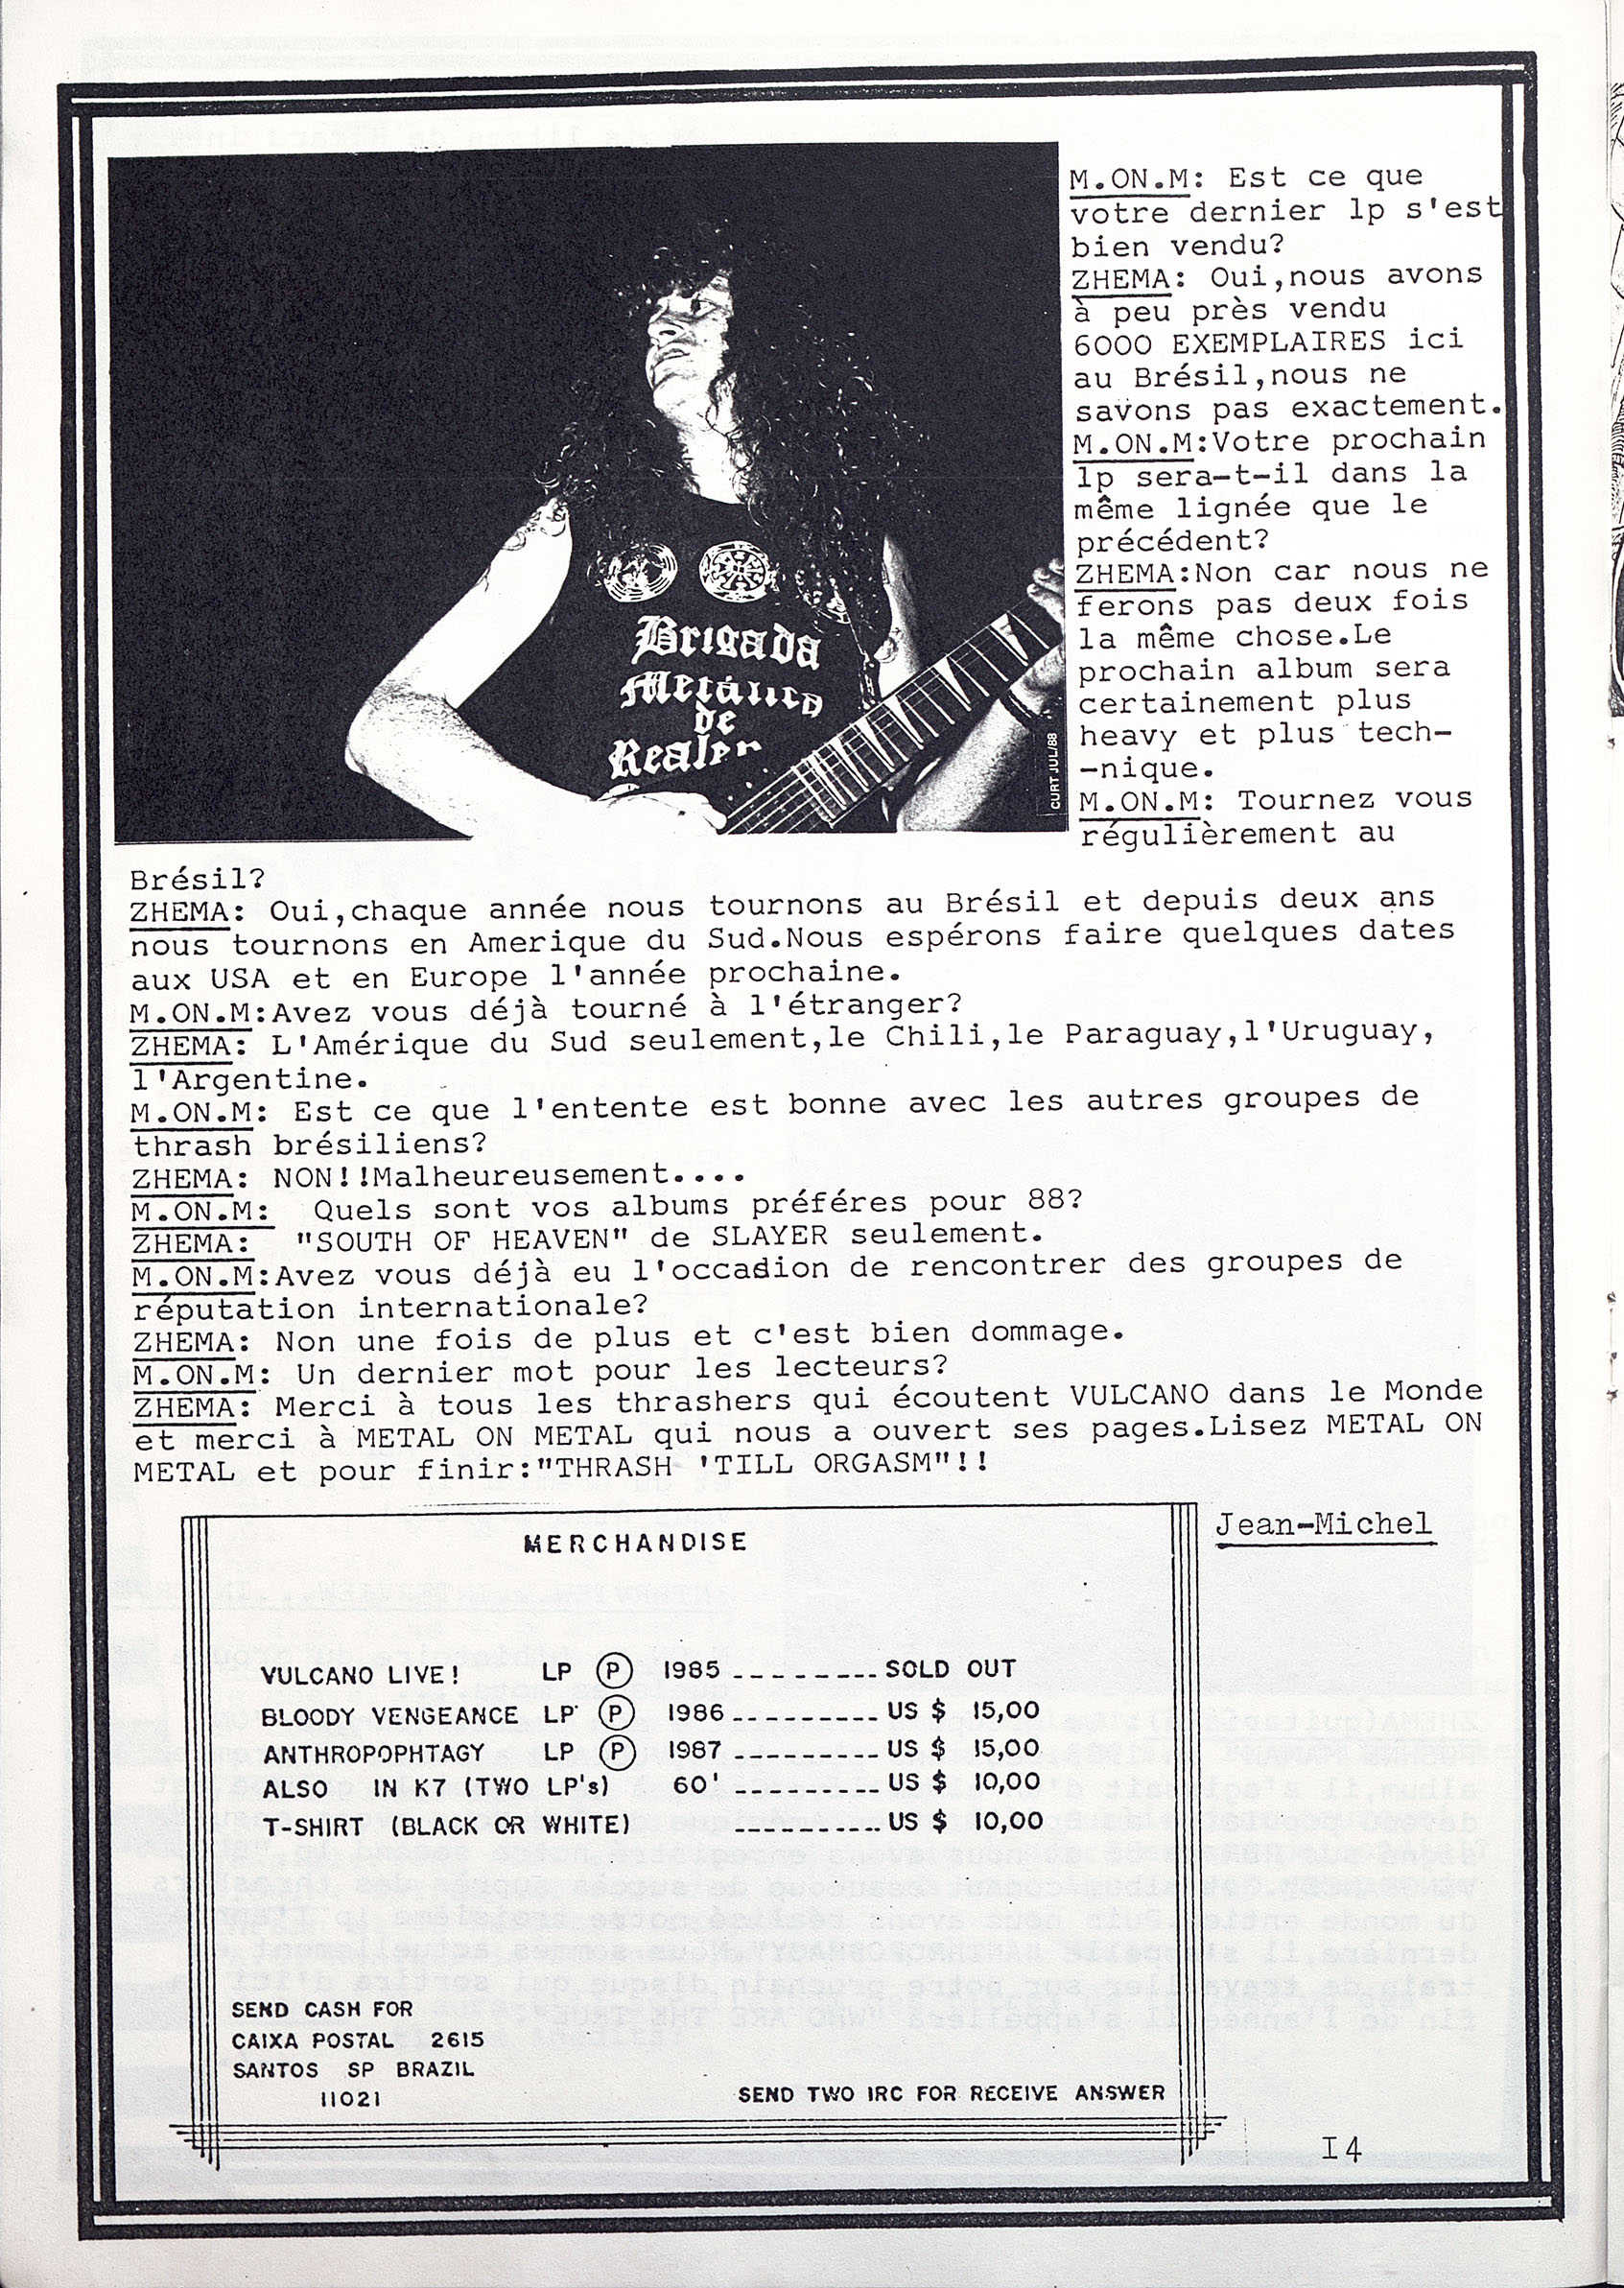 M.ON.M: Est ce que
votre dernier lp s'est
bien vendu?
ZHEMA: Oui,nous avons
à peu près vendu
6000 EXEMPLAIRES ici
au Brésil,nous ne
savons pas exactement.
M.ON.M:Votre prochain
lp sera-t-il dans la
même lignée que le
précédent?
ZHEMA:Non car nous ne
ferons pas deux fois
la même chose.Le
prochain album sera
certainement plus
heavy et plus tech-
-nique.
M.ON.M: Tournez vous
régulièrement au
Brigada
Metálica
de
Realer
CURT JUL/88
Brésil?
ZHEMA: Oui,chaque année nous tournons au Brésil et depuis deux ans
nous tournons en Amerique du Sud.Nous espérons faire quelques dates
aux USA et en Europe l'année prochaine.
M.ON.M:Avez vous déjà tourné à l'étranger?
ZHEMA: L'Amérique du Sud seulement,le Chili,le Paraguay,l'Uruguay,
l'Argentine.
M.ON.M: Est ce que l'entente est bonne avec les autres groupes de
thrash brésiliens?
ZHEMA: NON!!Malheureusement....
M.ON.M: Quels sont vos albums préféres pour 88?
ZHEMA: "SOUTH OF HEAVEN" de SLAYER seulement.
M.ON.M:Avez vous déjà eu l'occasion de rencontrer des groupes de
réputation internationale?
ZHEMA: Non une fois de plus et c'est bien dommage.
M.ON.M: Un dernier mot pour les lecteurs?
ZHEMA: Merci à tous les thrashers qui écoutent VULCANO dans le Monde
et merci à METAL ON METAL qui nous a ouvert ses pages.Lisez METAL ON
METAL et pour finir:"THRASH 'TILL ORGASM"!!
Jean-Michel
MERCHANDISE
VULCANO LIVE! LP Ⓟ 1985 --------- SOLD OUT
BLOODY VENGEANCE LP Ⓟ 1986 --------- US $ 15,00
ANTHROPOPHTAGY LP Ⓟ 1987 --------- US $ 15,00
ALSO IN K7 (TWO LP's) 60' --------- US $ 10,00
T-SHIRT (BLACK OR WHITE) ---------- US $ 10,00
SEND CASH FOR
CAIXA POSTAL 2615
SANTOS SP BRAZIL
11021
SEND TWO IRC FOR RECEIVE ANSWER
I4